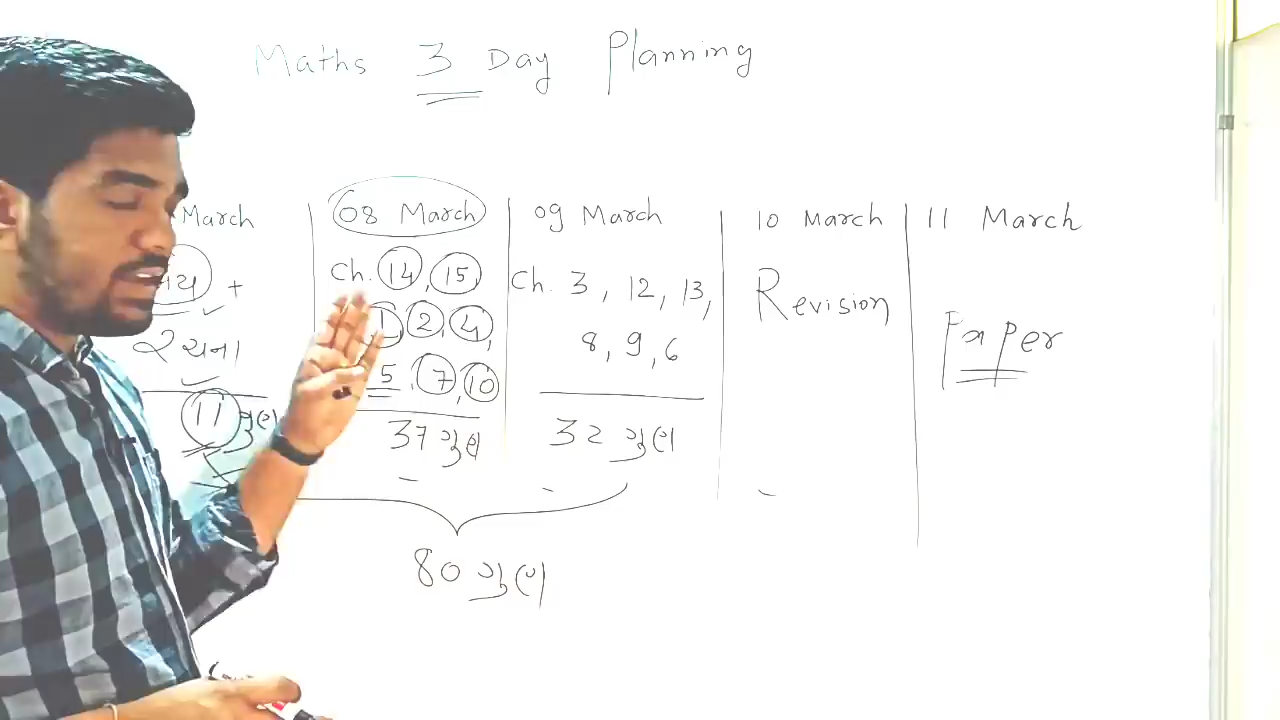 Maths 3 Day Planning
March 08 March 09 March 10 March 11 March
+ Ch. 14, 15, Ch. 3, 12, 13, Revision Paper
રચના 1, 2, 4, 8, 9, 6
5, 7, 10
11 ગુણ 37 ગુણ 32 ગુણ
80 ગુણ